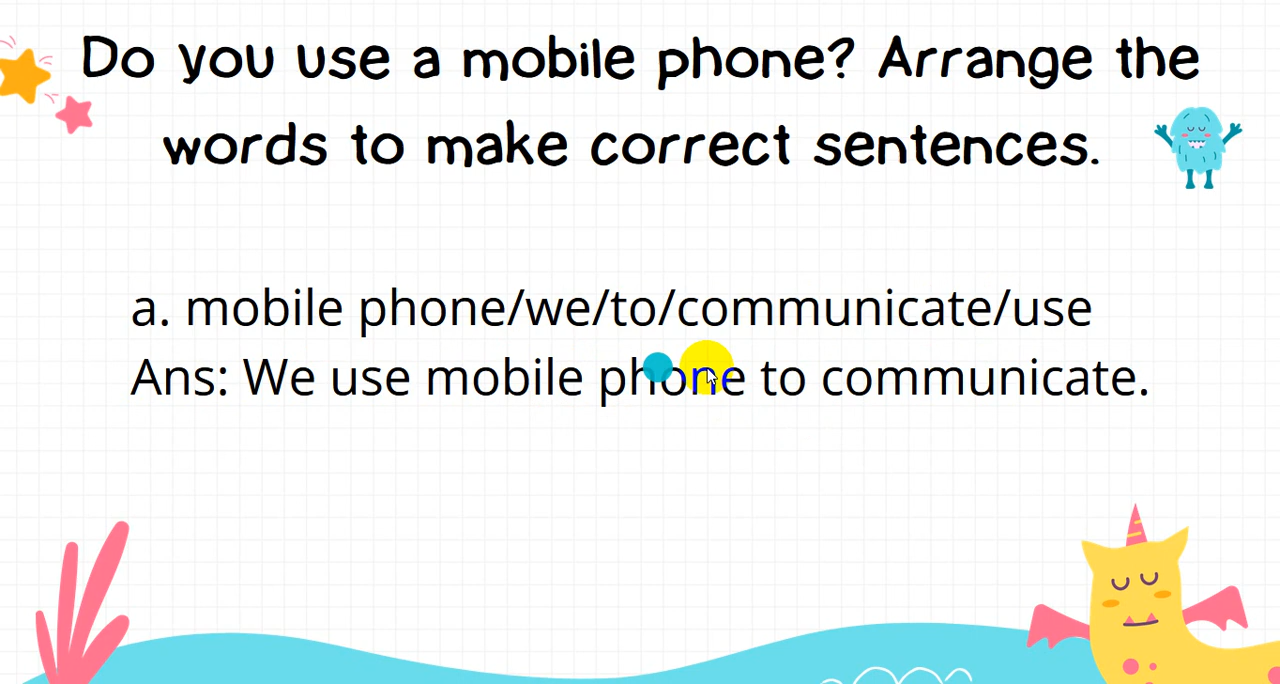 Do you use a mobile phone? Arrange the
words to make correct sentences.
a. mobile phone/we/to/communicate/use
Ans: We use mobile phone to communicate.